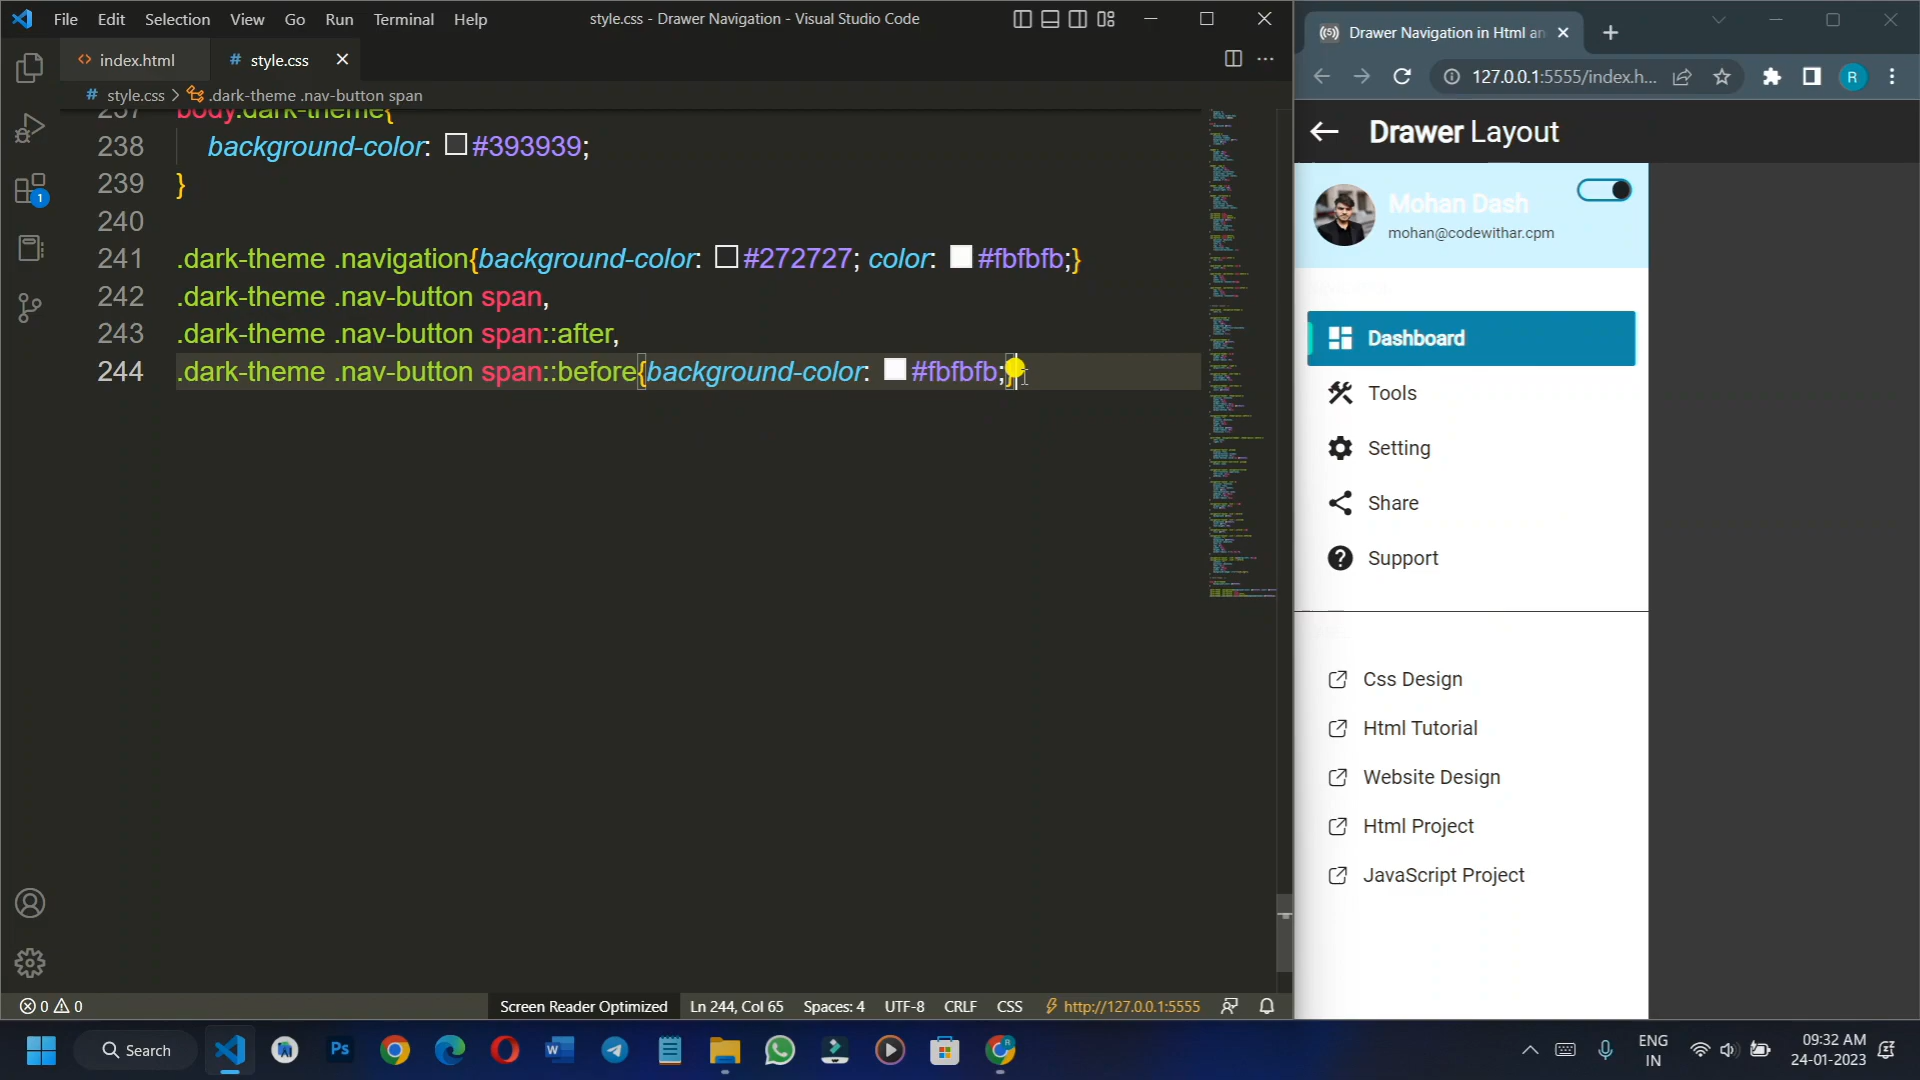 File Edit Selection View Go Run Terminal Help
style.css - Drawer Navigation - Visual Studio Code
index.html
# style.css
# style.css > .dark-theme .nav-button span
237 body.dark-theme{
238 background-color: #393939;
239 }
240
241 .dark-theme .navigation{background-color: #272727; color: #fbfbfb;}
242 .dark-theme .nav-button span,
243 .dark-theme .nav-button span::after,
244 .dark-theme .nav-button span::before{background-color: #fbfbfb;}
1
0 0
Screen Reader Optimized
Ln 244, Col 65
Spaces: 4
UTF-8
CRLF
CSS
http://127.0.0.1:5555
Drawer Navigation in Html an
127.0.0.1:5555/index.h...
R
Drawer Layout
Mohan Dash
mohan@codewithar.cpm
Dashboard
Tools
Setting
Share
Support
Css Design
Html Tutorial
Website Design
Html Project
JavaScript Project
Search
Ps
ENG
IN
09:32 AM
24-01-2023